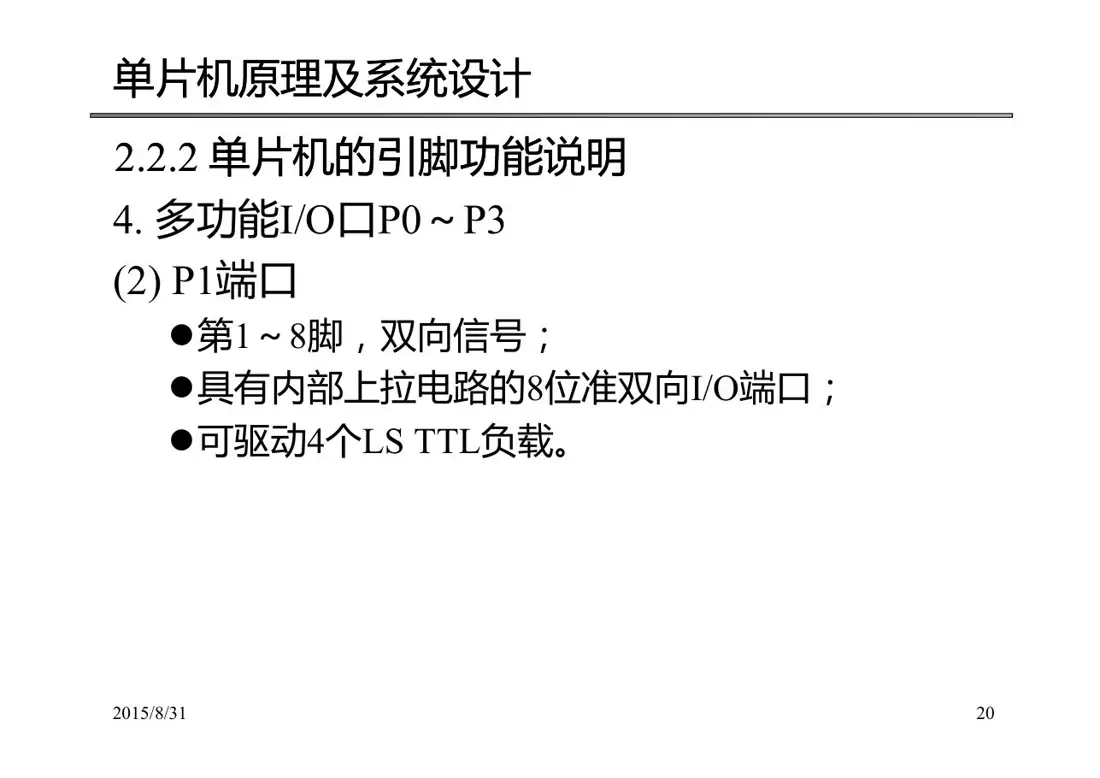 单片机原理及系统设计
2.2.2 单片机的引脚功能说明
4. 多功能I/O口P0～P3
(2) P1端口
●第1～8脚，双向信号；
●具有内部上拉电路的8位准双向I/O端口；
●可驱动4个LS TTL负载。
2015/8/31
20